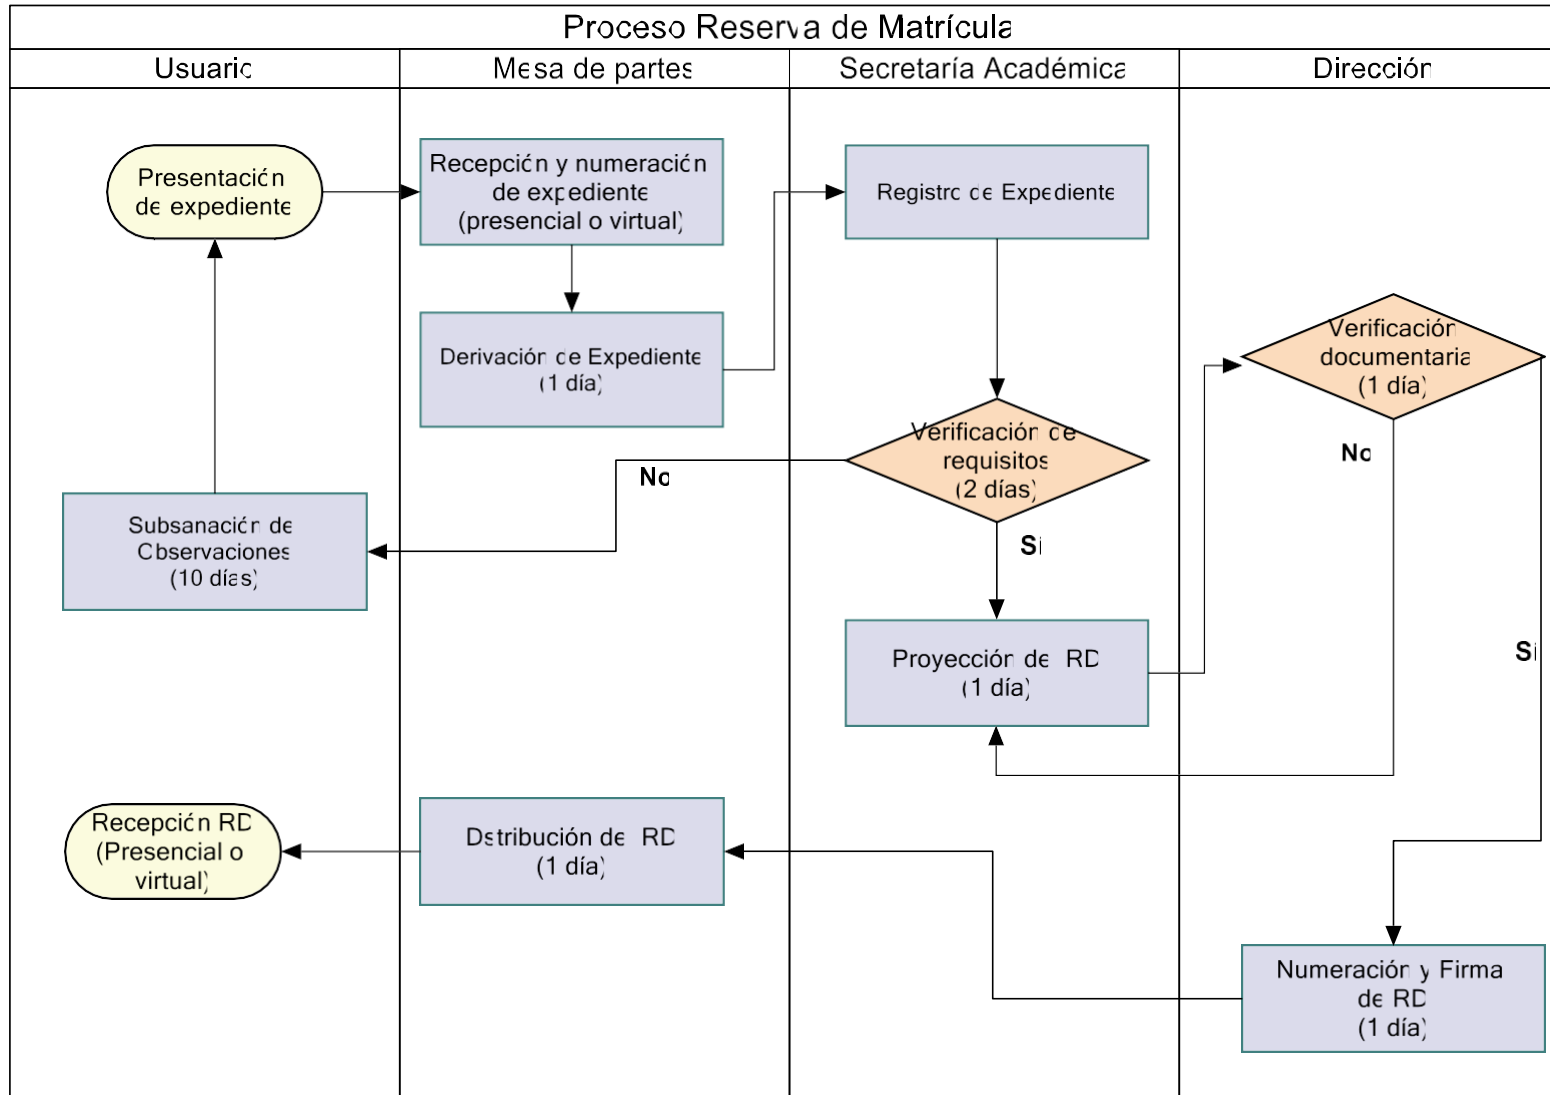 Proceso Reserva de Matrícula
Usuario
Mesa de partes
Secretaría Académica
Dirección
Presentación
de expediente
Recepción y numeración
de expediente
(presencial o virtual)
Registro de Expediente
Derivación de Expediente
(1 día)
Verificación
documentaria
(1 día)
Verificación de
requisitos
(2 días)
No
No
Subsanación de
Observaciones
(10 días)
Sí
Proyección de RD
(1 día)
Sí
Recepción RD
(Presencial o
virtual)
Dstribución de RD
(1 día)
Numeración y Firma
de RD
(1 día)